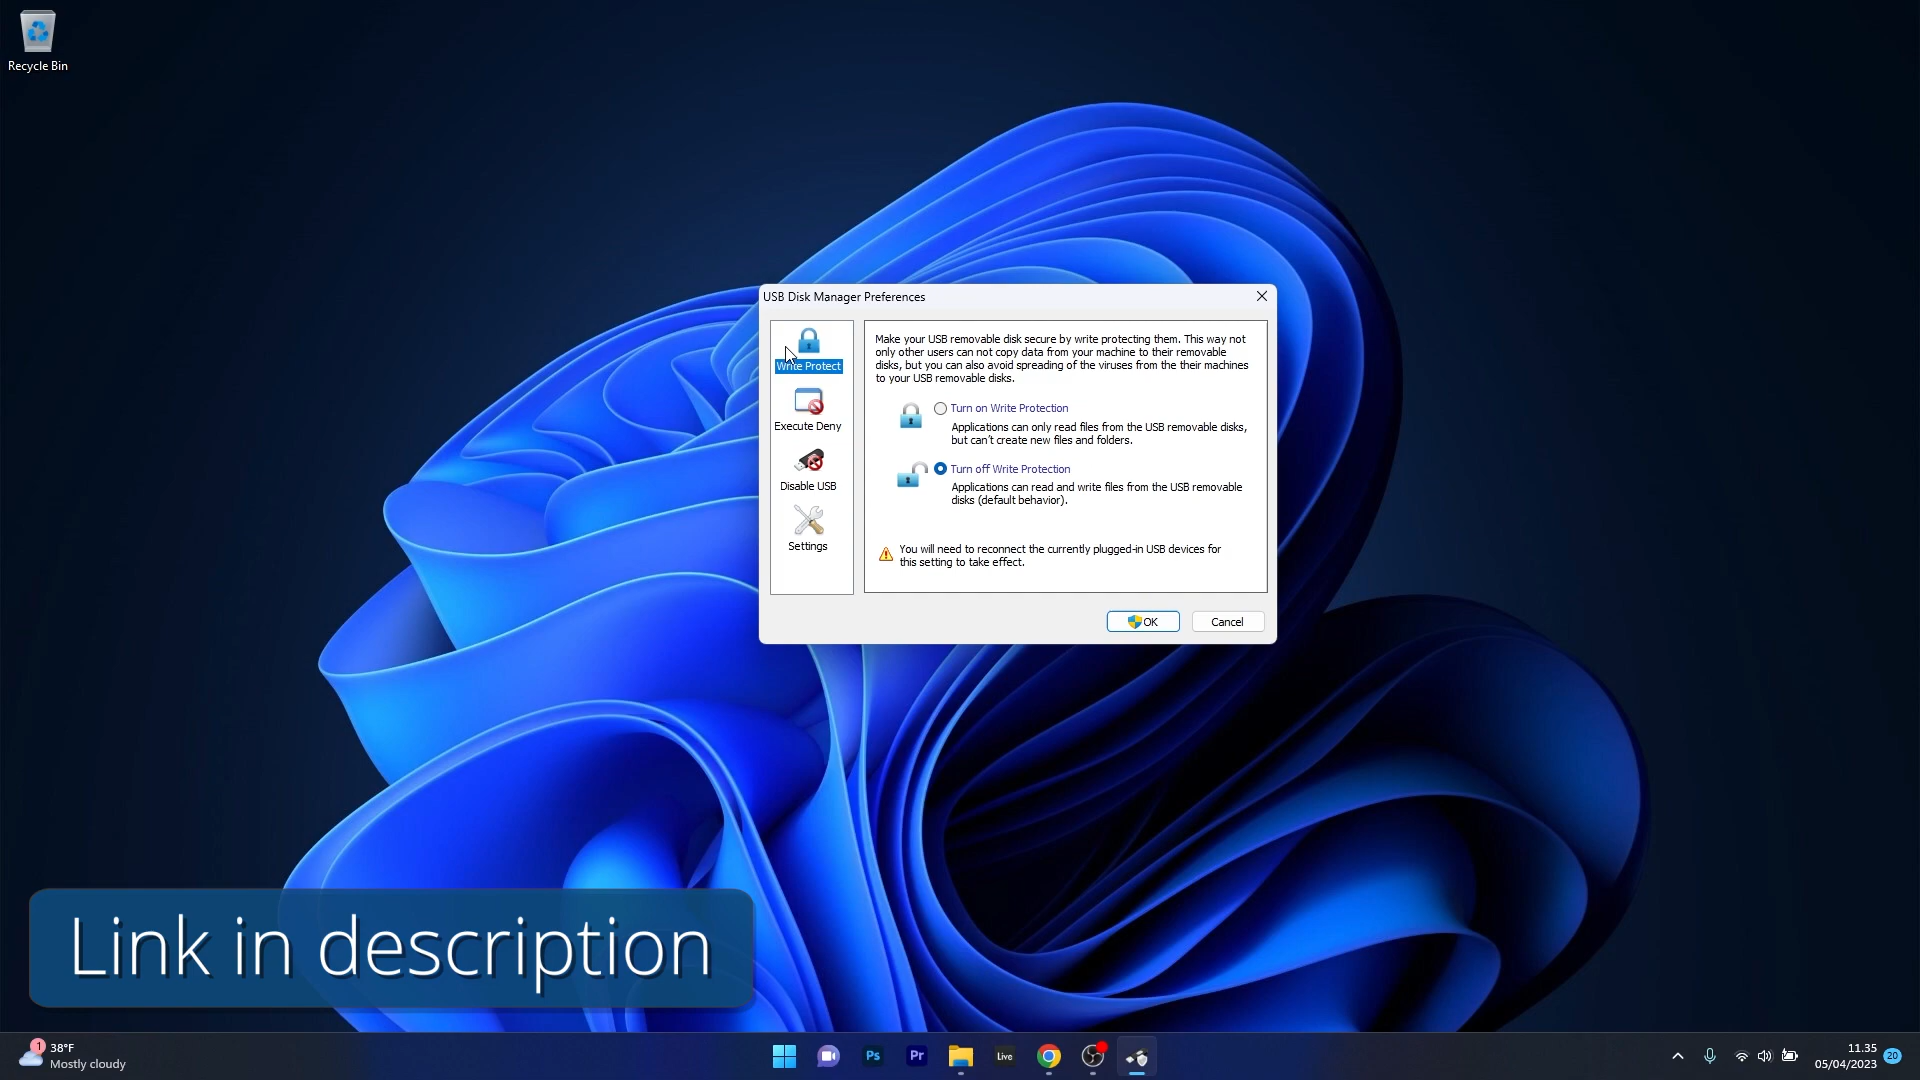 Recycle Bin
USB Disk Manager Preferences
Write Protect
Execute Deny
Disable USB
Settings
Make your USB removable disk secure by write protecting them. This way not
only other users can not copy data from your machine to their removable
disks, but you can also avoid spreading of the viruses from the their machines
to your USB removable disks.
Turn on Write Protection
Applications can only read files from the USB removable disks,
but can't create new files and folders.
Turn off Write Protection
Applications can read and write files from the USB removable
disks (default behavior).
You will need to reconnect the currently plugged-in USB devices for
this setting to take effect.
OK
Cancel
Link in description
1
38°F
Mostly cloudy
Ps
Pr
Live
11.35
05/04/2023
20